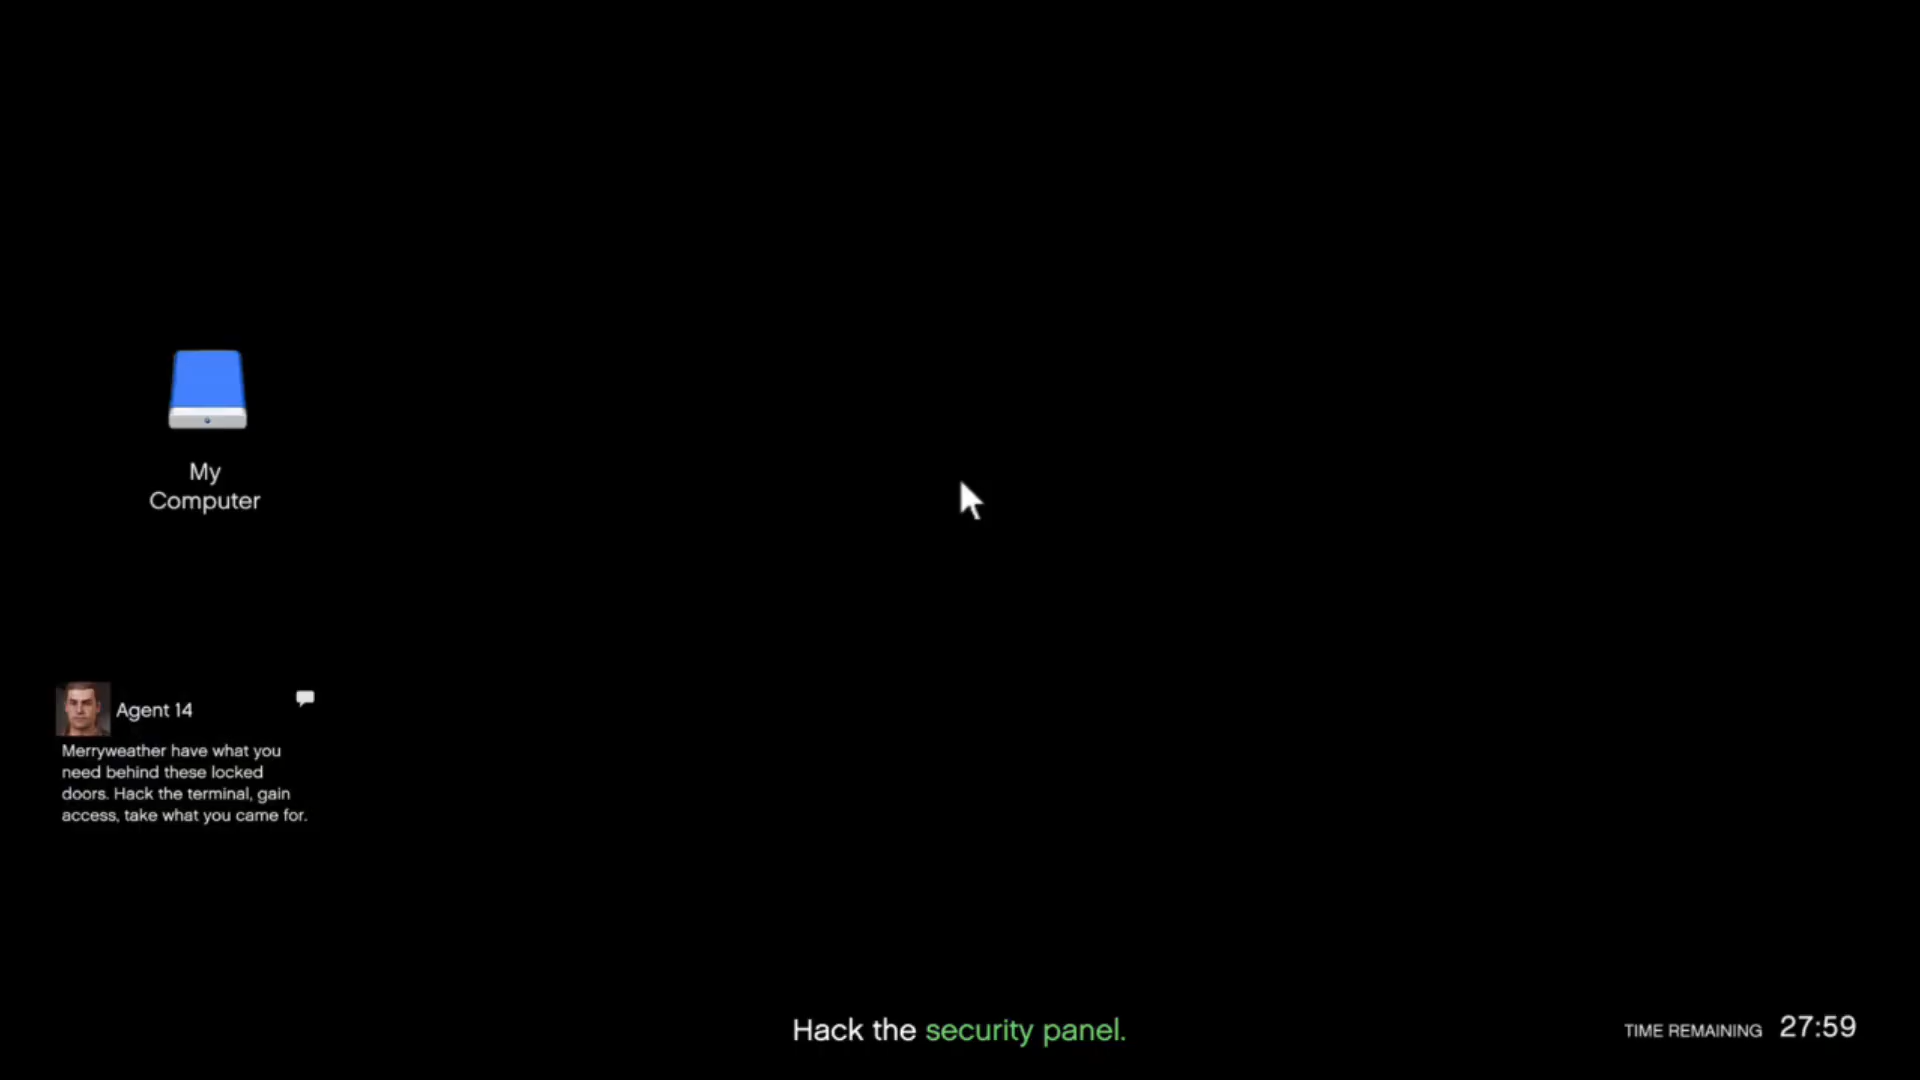 My
Computer
Agent 14
Merryweather have what you
need behind these locked
doors. Hack the terminal, gain
access, take what you came for.
Hack the security panel.
TIME REMAINING 27:59